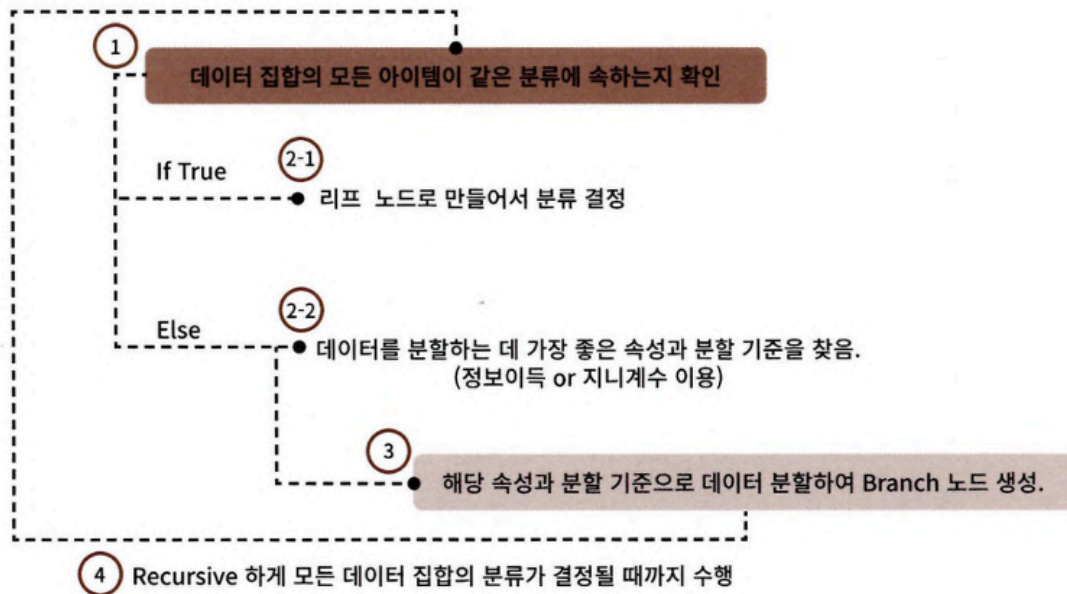 1
데이터 집합의 모든 아이템이 같은 분류에 속하는지 확인
If True
2-1
리프 노드로 만들어서 분류 결정
Else
2-2
데이터를 분할하는 데 가장 좋은 속성과 분할 기준을 찾음.
(정보이득 or 지니계수 이용)
3
해당 속성과 분할 기준으로 데이터 분할하여 Branch 노드 생성.
4 Recursive 하게 모든 데이터 집합의 분류가 결정될 때까지 수행